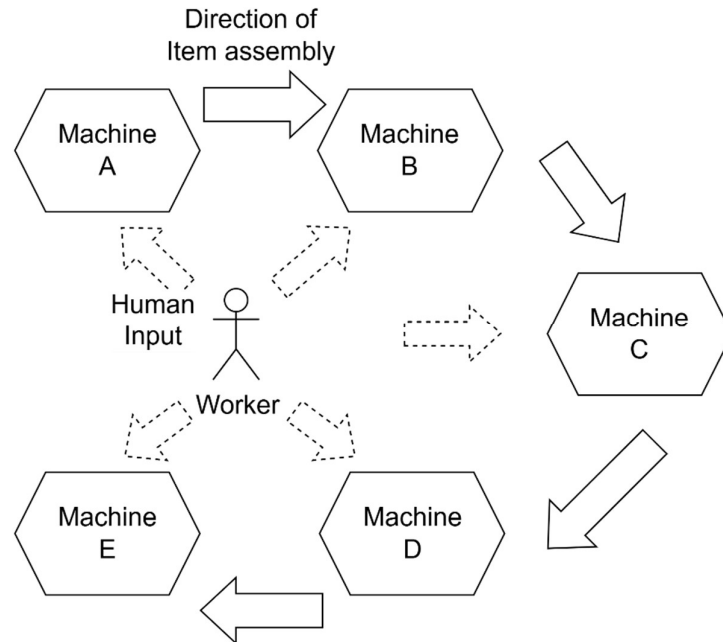 Direction of
Item assembly
Machine
A
Machine
B
Human
Input
Machine
C
Worker
Machine
E
Machine
D